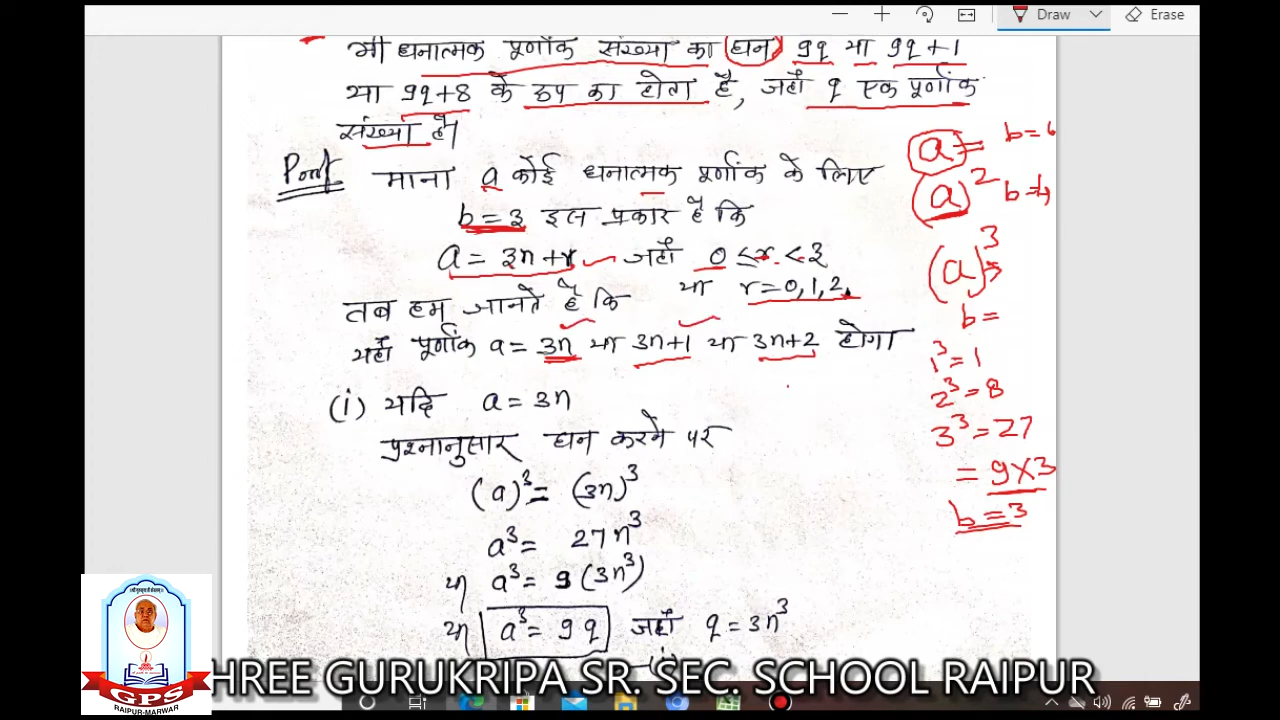 Draw Erase
भी धनात्मक पूर्णांक संख्या का घन 9q या 9q+1
या 9q+8 के रूप का होता है, जहाँ q एक पूर्णांक
संख्या है।
Proof माना a कोई धनात्मक पूर्णांक के लिए
b = 3 इस प्रकार है कि
a = 3n+r जहाँ 0 ≤ r < 3
तब हम जानते है कि या r=0,1,2
यहाँ पूर्णांक a = 3n या 3n+1 या 3n+2 होगा
(i) यदि a = 3n
प्रश्नानुसार घन करने पर
(a)³ = (3n)³
a³ = 27n³
या a³ = 9(3n³)
या a³ = 9q जहाँ q = 3n³
—(i)
a = b = 6
(a)² b = 4
(a)³
b =
1³ = 1
2³ = 8
3³ = 27
= 9×3
b = 3
GPS
RAIPUR-MARWAR
HREE GURUKRIPA SR. SEC. SCHOOL RAIPUR